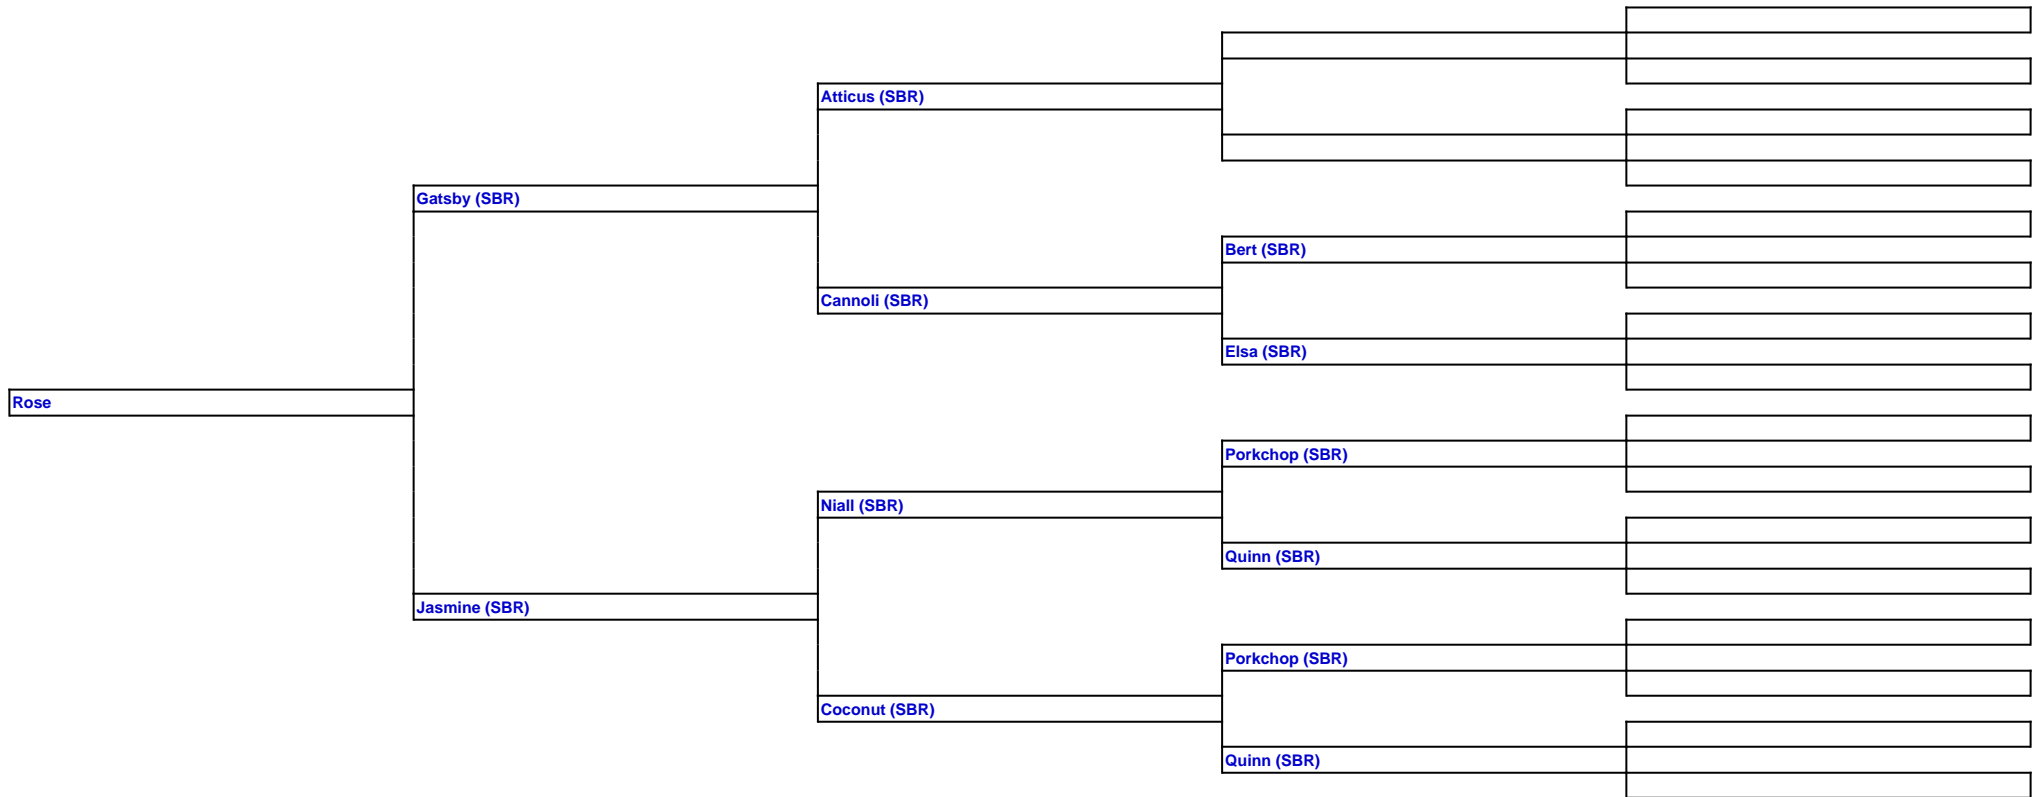 Atticus (SBR)
Gatsby (SBR)
Bert (SBR)
Cannoli (SBR)
Elsa (SBR)
Rose
Porkchop (SBR)
Niall (SBR)
Quinn (SBR)
Jasmine (SBR)
Porkchop (SBR)
Coconut (SBR)
Quinn (SBR)